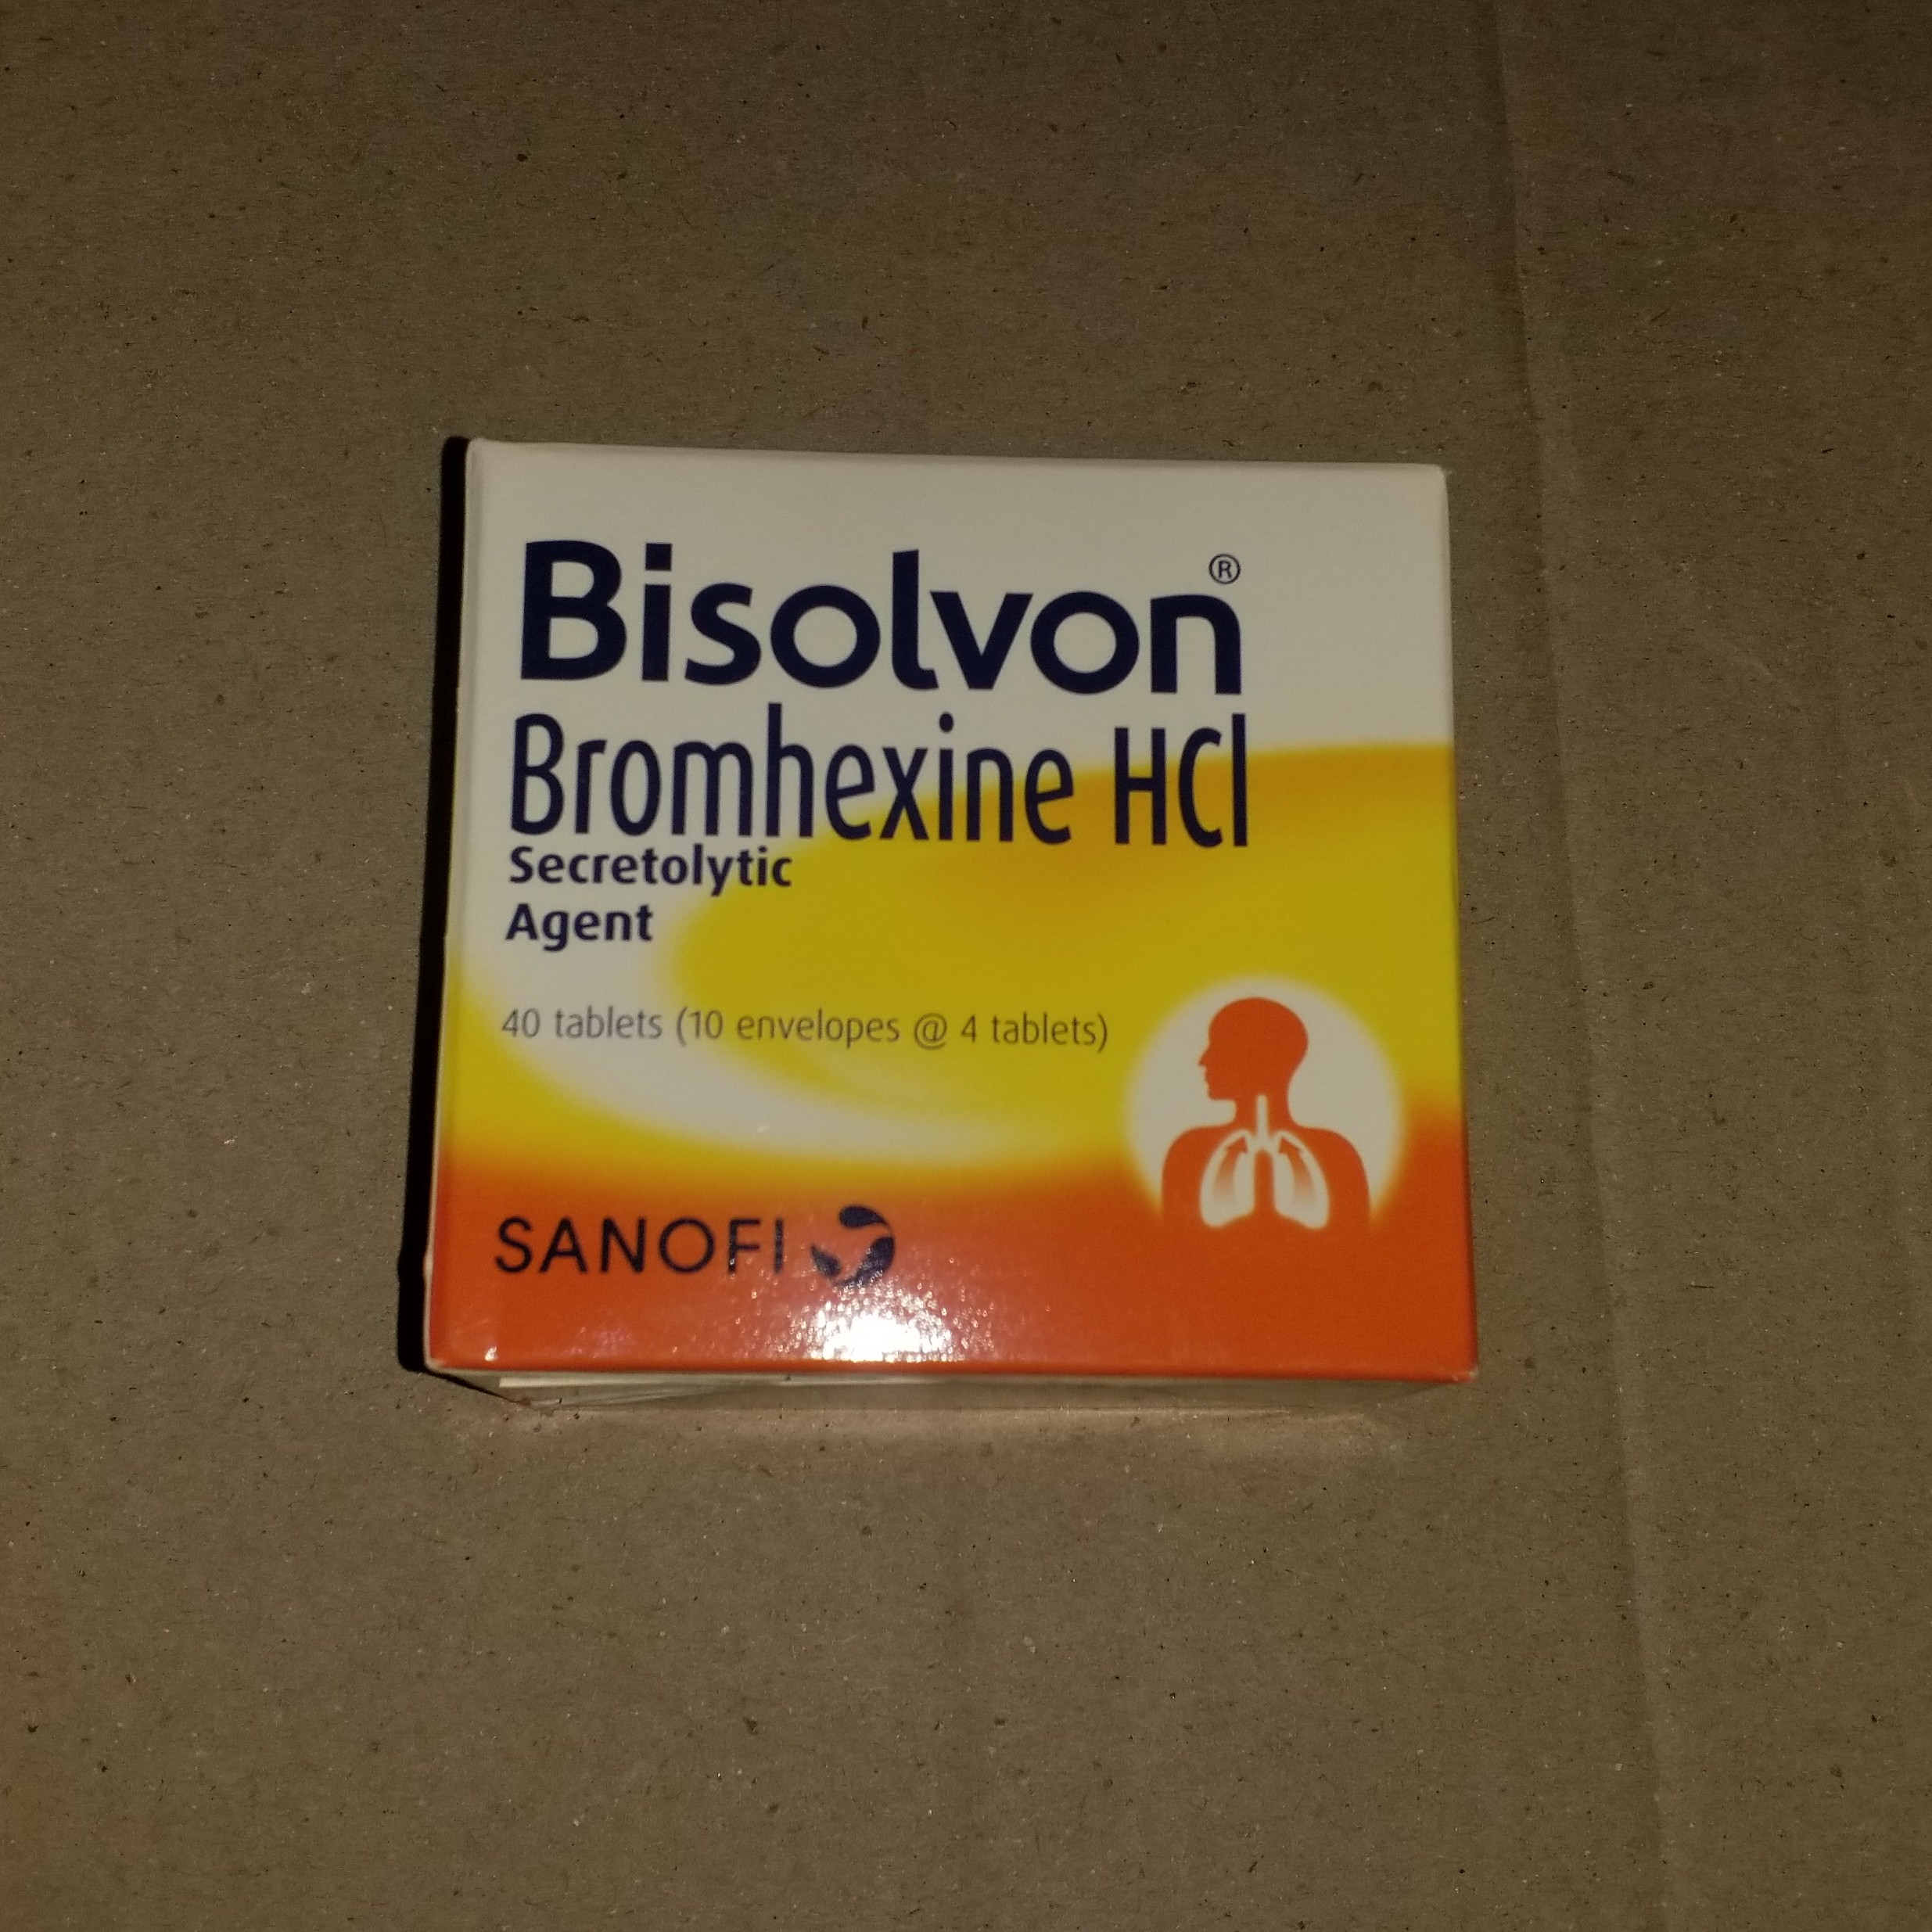 Bisolvon®
Bromhexine HCl
Secretolytic
Agent
40 tablets (10 envelopes @ 4 tablets)
SANOFI